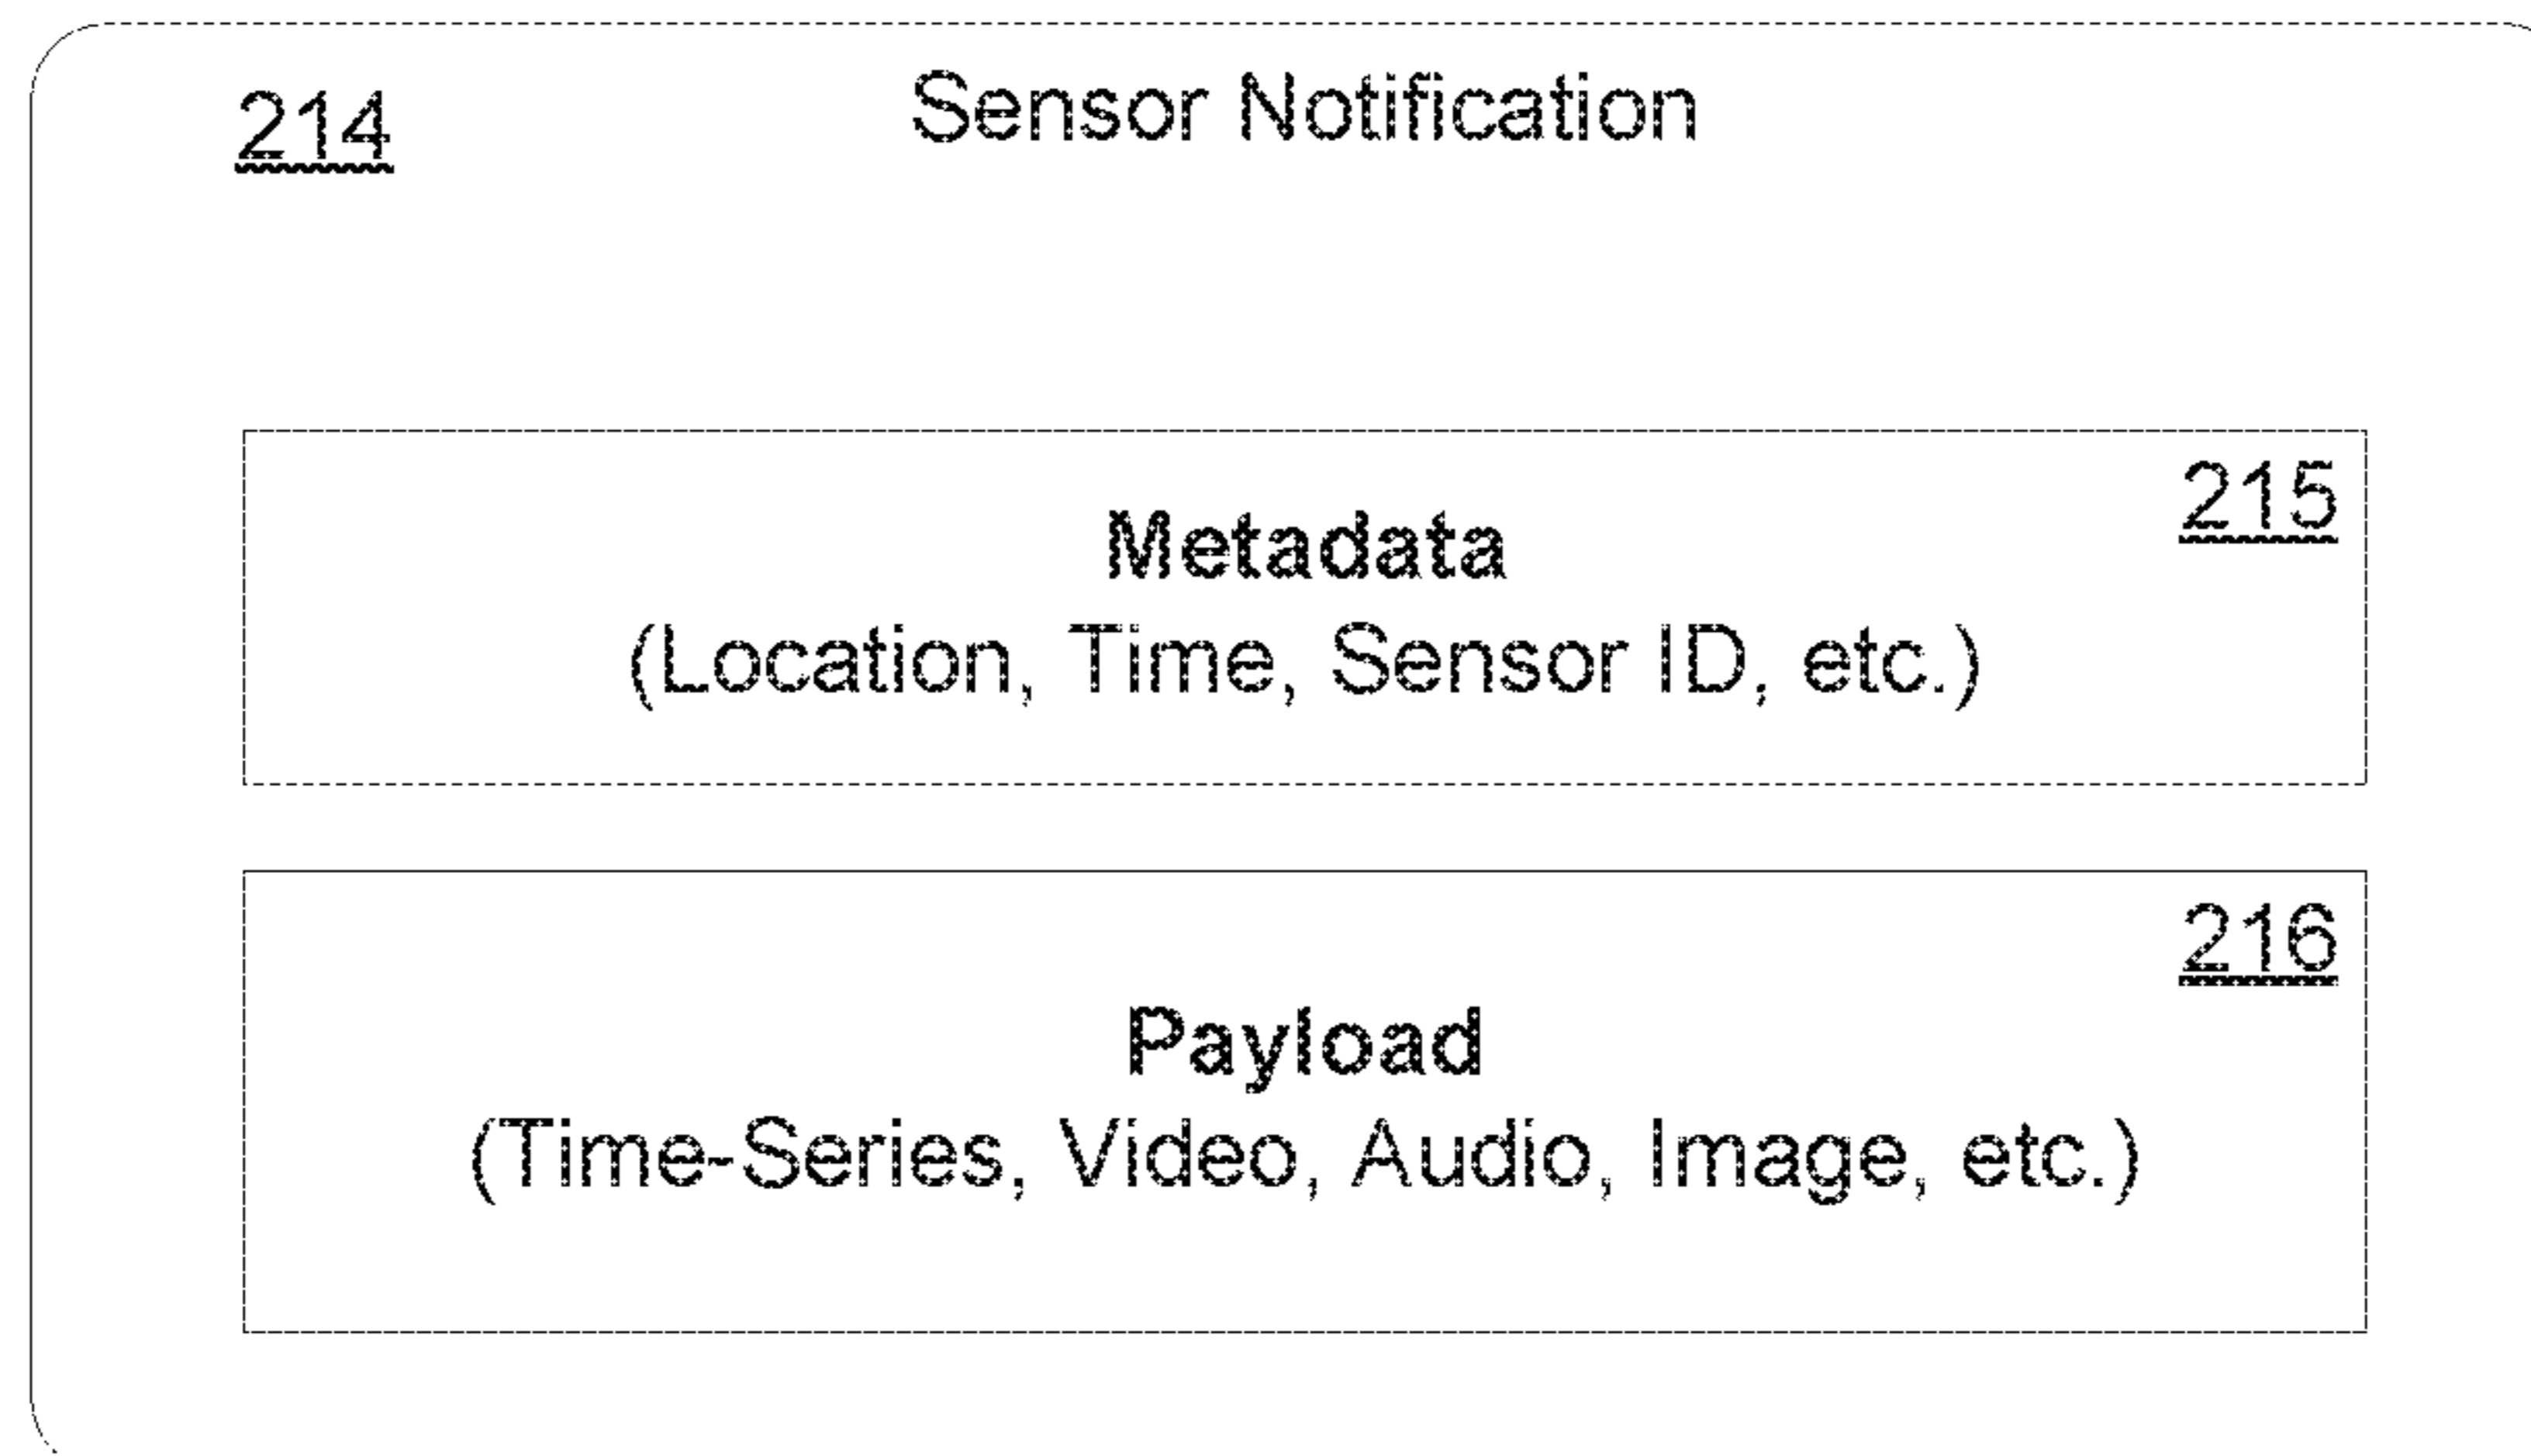 214
Sensor Notification
215
Metadata
(Location, Time, Sensor ID, etc.)
216
Payload
(Time-Series, Video, Audio, Image, etc.)